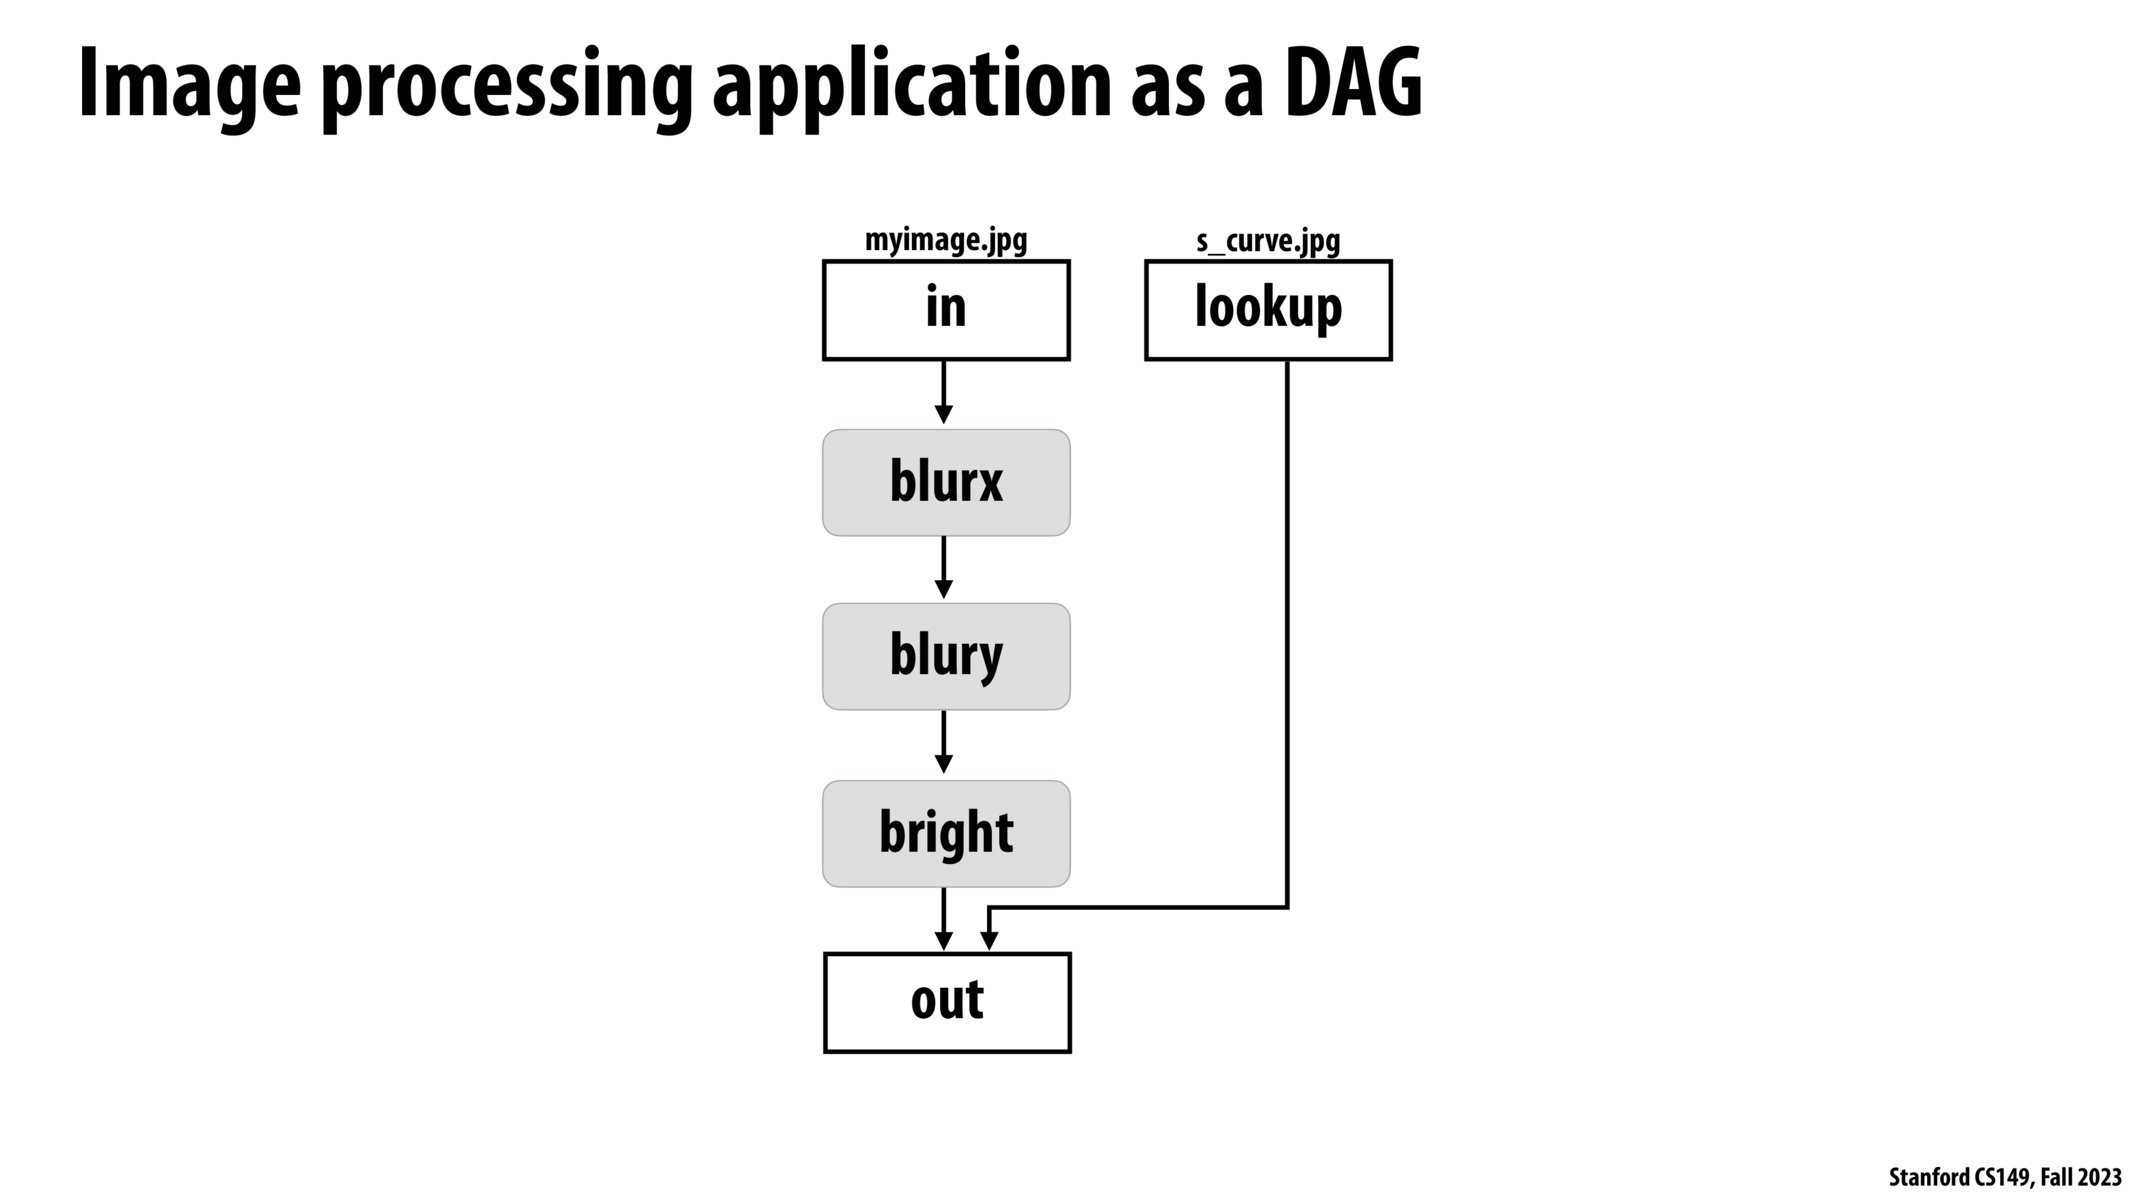 Image processing application as a DAG
myimage.jpg
s_curve.jpg
in
lookup
blurx
blury
bright
out
Stanford CS149, Fall 2023